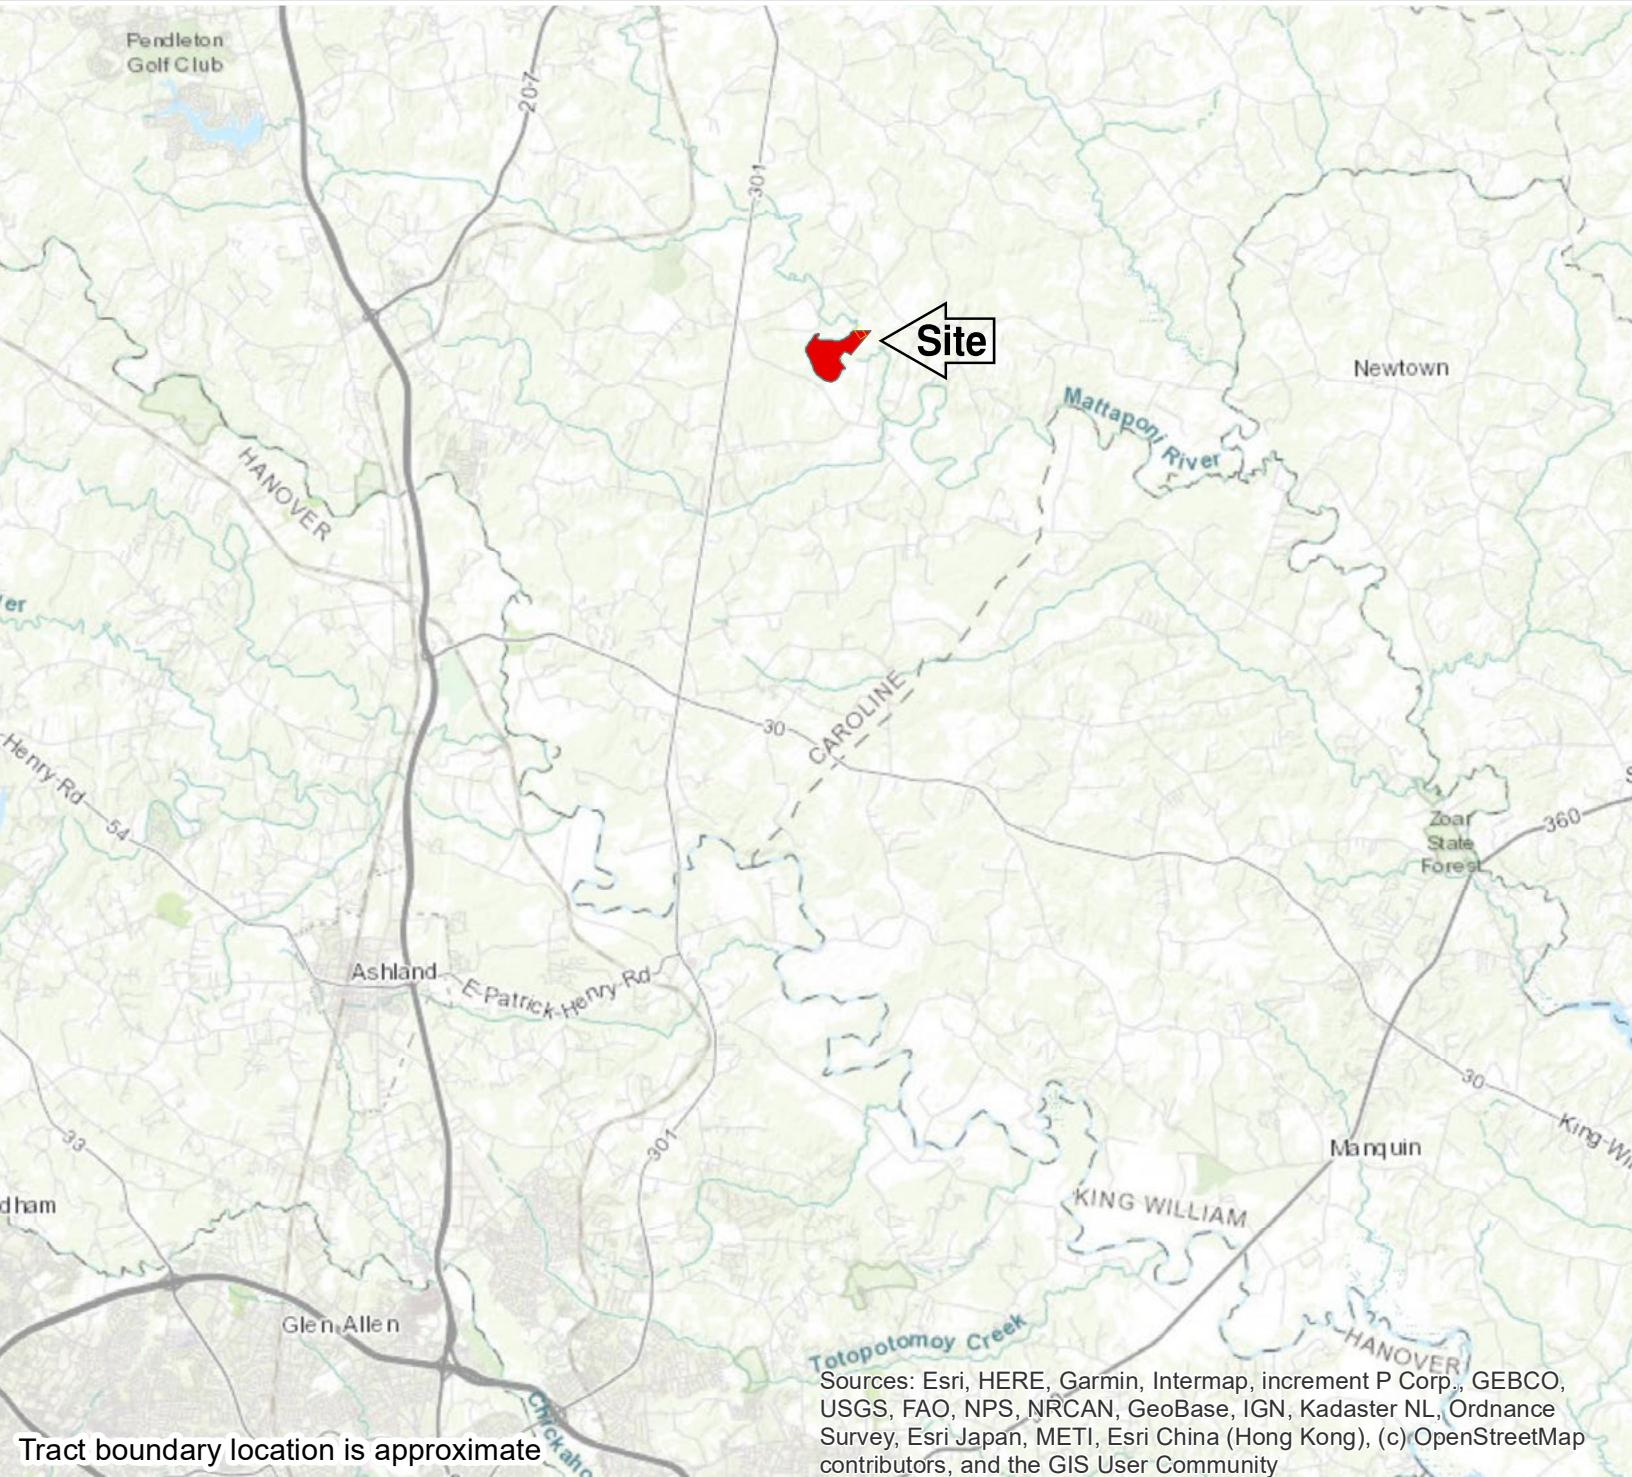 Pendleton
Golf Club
207
301
Site
Newtown
Mattaponi River
HANOVER
er
CAROLINE
30
Henry-Rd
54
Zoar
State
Forest
360
Ashland
E-Patrick-Henry-Rd
30
King-Wi
33
301
Manquin
dham
KING WILLIAM
Glen Allen
Totopotomoy Creek
HANOVER
Chickaho
Sources: Esri, HERE, Garmin, Intermap, increment P Corp., GEBCO,
USGS, FAO, NPS, NRCAN, GeoBase, IGN, Kadaster NL, Ordnance
Survey, Esri Japan, METI, Esri China (Hong Kong), (c) OpenStreetMap
contributors, and the GIS User Community
Tract boundary location is approximate